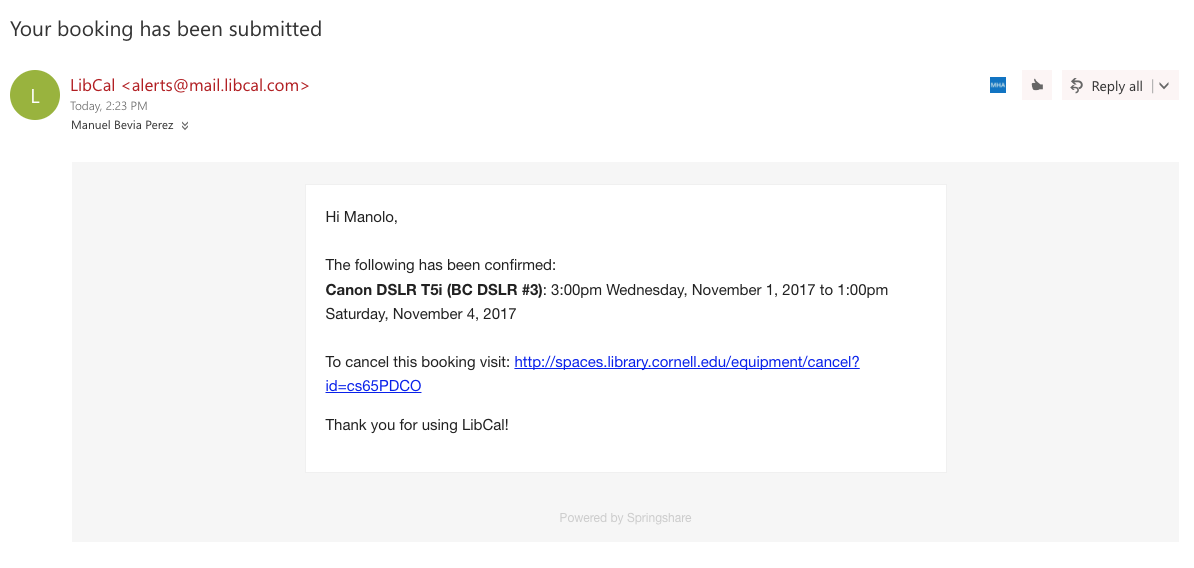 Your booking has been submitted
L
LibCal <alerts@mail.libcal.com>
Today, 2:23 PM
Manuel Bevia Perez
MHA
Reply all
Hi Manolo,
The following has been confirmed:
Canon DSLR T5i (BC DSLR #3): 3:00pm Wednesday, November 1, 2017 to 1:00pm
Saturday, November 4, 2017
To cancel this booking visit: http://spaces.library.cornell.edu/equipment/cancel?
id=cs65PDCO
Thank you for using LibCal!
Powered by Springshare